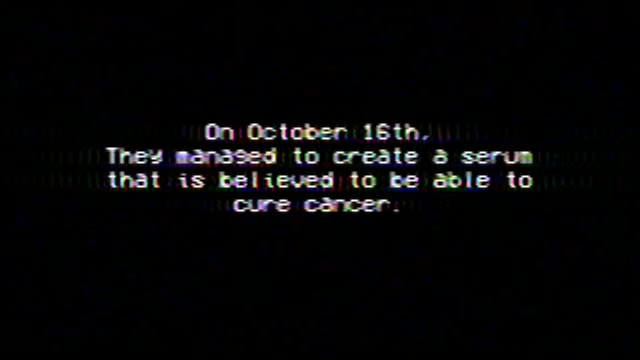 On October 16th,
They managed to create a serum
that is believed to be able to
cure cancer.